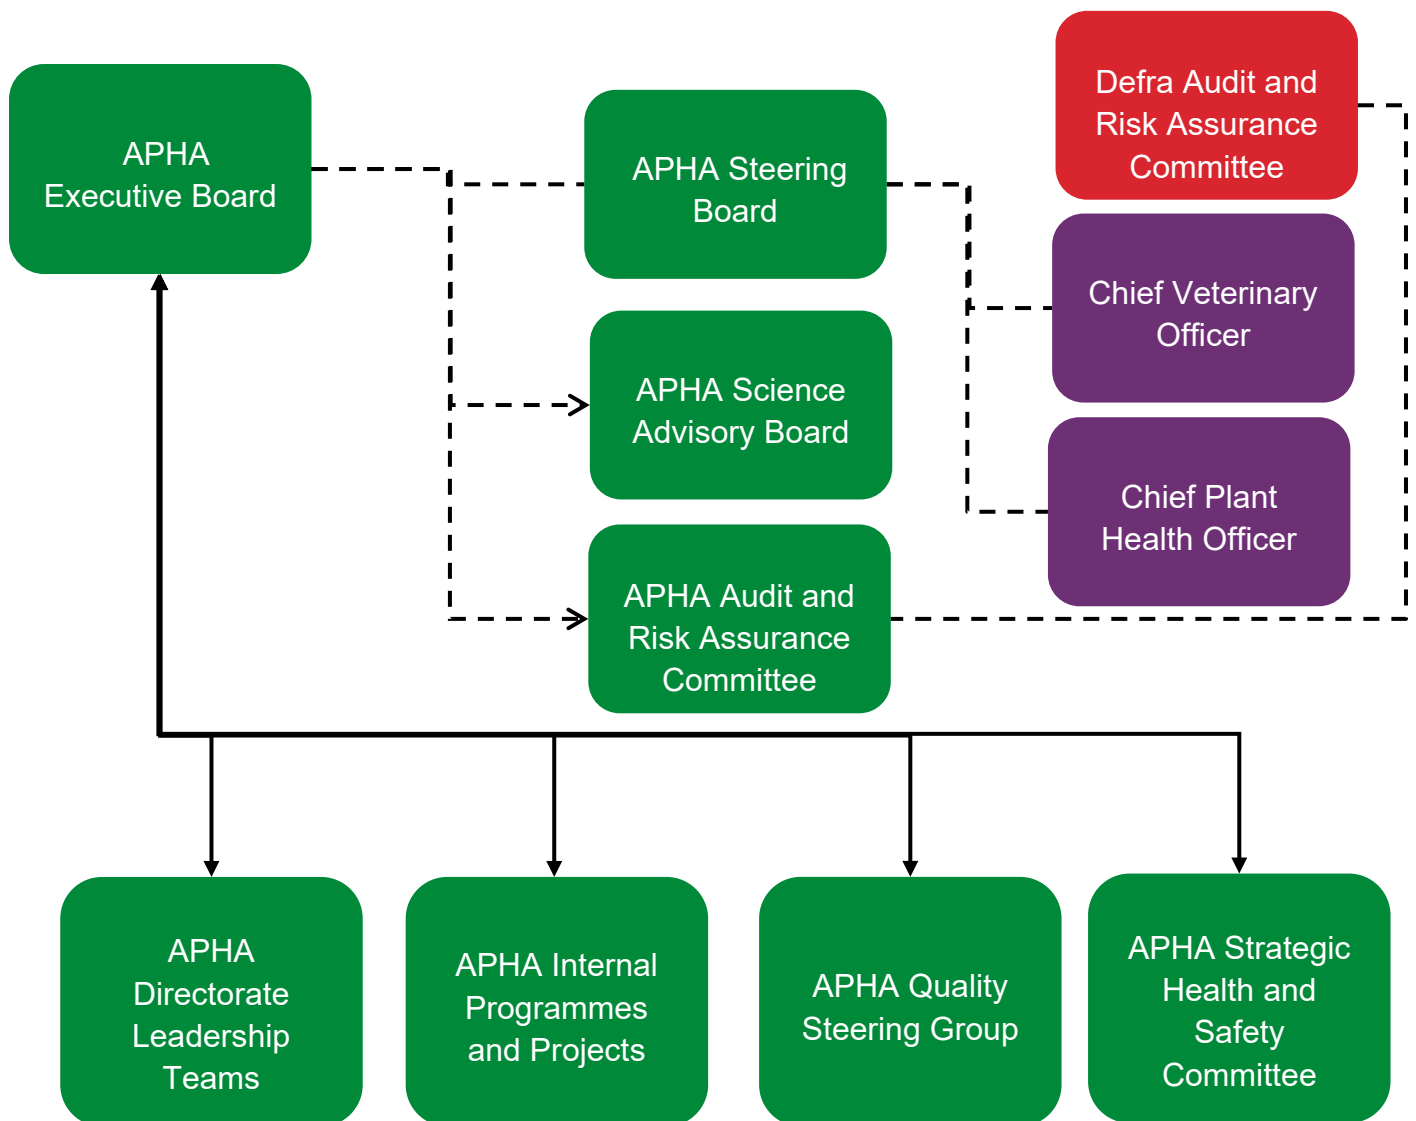 APHA
Executive Board
APHA Steering
Board
Defra Audit and
Risk Assurance
Committee
Chief Veterinary
Officer
APHA Science
Advisory Board
Chief Plant
Health Officer
APHA Audit and
Risk Assurance
Committee
APHA
Directorate
Leadership
Teams
APHA Internal
Programmes
and Projects
APHA Quality
Steering Group
APHA Strategic
Health and
Safety
Committee